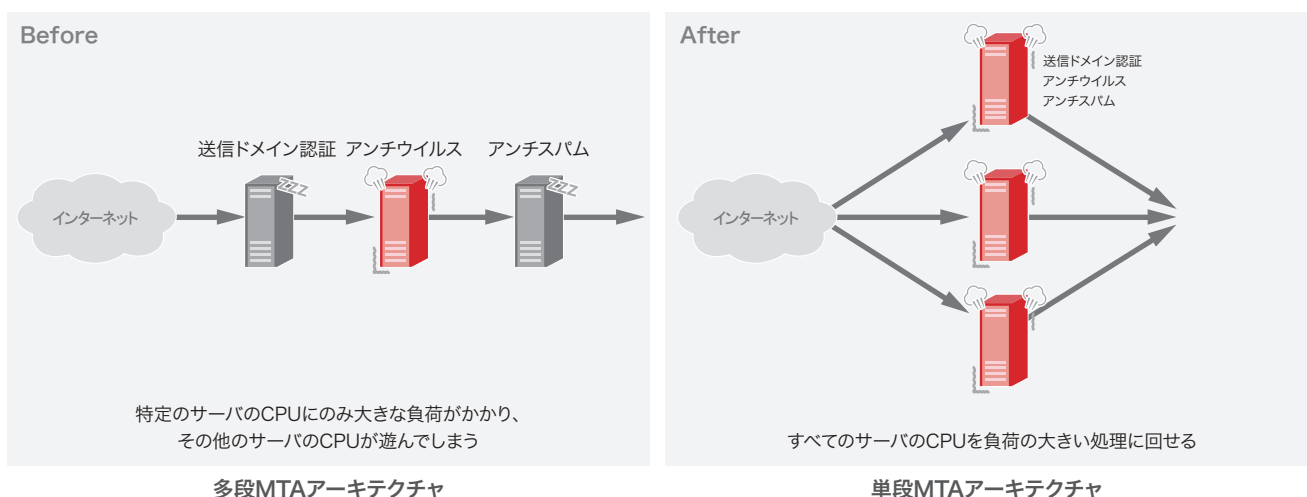 Before
送信ドメイン認証
アンチウイルス
アンチスパム
インターネット
ZZZ
ZZZ
特定のサーバのCPUにのみ大きな負荷がかかり、
その他のサーバのCPUが遊んでしまう
多段MTAアーキテクチャ
After
送信ドメイン認証
アンチウイルス
アンチスパム
インターネット
すべてのサーバのCPUを負荷の大きい処理に回せる
単段MTAアーキテクチャ